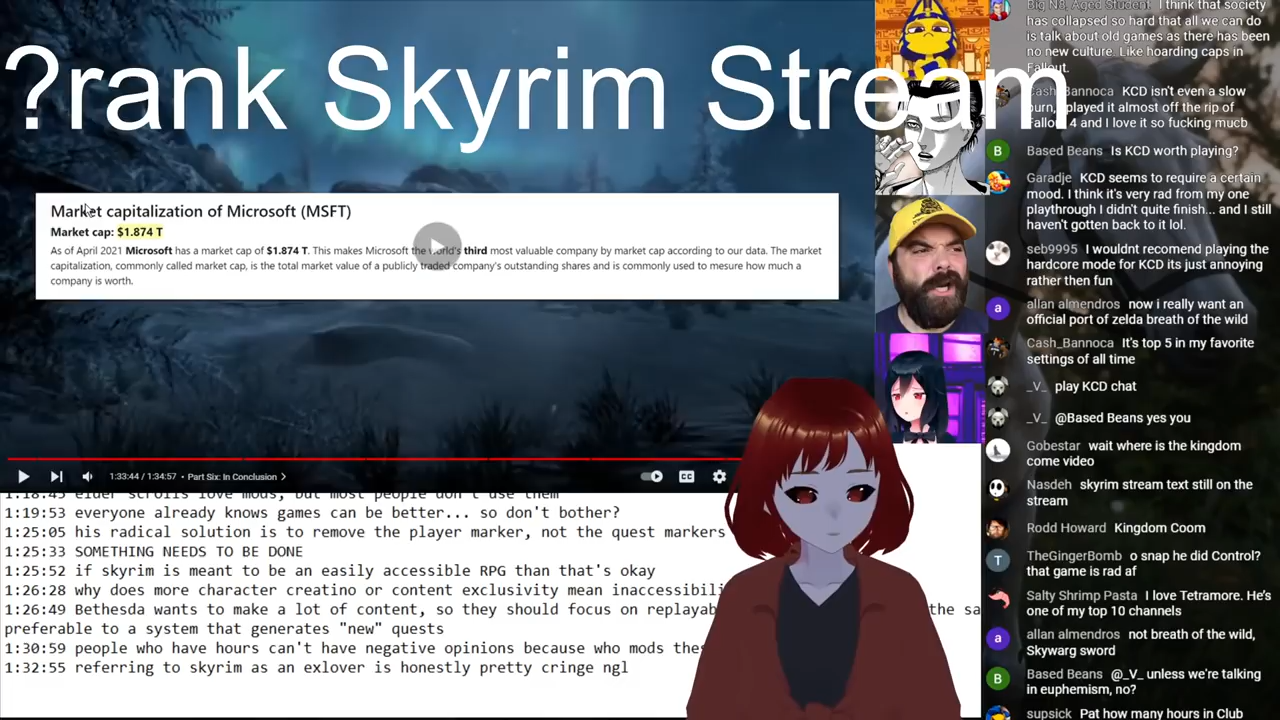 ?rank Skyrim Stream
Market capitalization of Microsoft (MSFT)
Market cap: $1.874 T
As of April 2021 Microsoft has a market cap of $1.874 T. This makes Microsoft the world's third most valuable company by market cap according to our data. The market
capitalization, commonly called market cap, is the total market value of a publicly traded company's outstanding shares and is commonly used to mesure how much a
company is worth.
1:33:44 / 1:34:57 • Part Six: In Conclusion >
CC
1:18:45 elder scrolls love mods, but most people don't use them
1:19:53 everyone already knows games can be better... so don't bother?
1:25:05 his radical solution is to remove the player marker, not the quest markers
1:25:33 SOMETHING NEEDS TO BE DONE
1:25:52 if skyrim is meant to be an easily accessible RPG than that's okay
1:26:28 why does more character creatino or content exclusivity mean
1:26:49 Bethesda wants to make a lot of content, so they should focus on the sa
preferable to a system that generates "new" quests
1:30:59 people who have hours can't have negative opinions because who mods
1:32:55 referring to skyrim as an exlover is honestly pretty cringe ngl
Big N8, Aged Student I think that society
has collapsed so hard that all we can do
is talk about old games as there has been
no new culture. Like hoarding caps in
Fallout.
Cash_Bannoca KCD isn't even a slow
burn, I played it almost off the rip of
Fallout 4 and I love it so fucking mucb
B Based Beans Is KCD worth playing?
Garadje KCD seems to require a certain
mood. I think it's very rad from my one
playthrough I didn't quite finish... and I still
haven't gotten back to it lol.
seb9995 I wouldnt recomend playing the
hardcore mode for KCD its just annoying
rather then fun
a allan almendros now i really want an
official port of zelda breath of the wild
Cash_Bannoca It's top 5 in my favorite
settings of all time
_V_ play KCD chat
_V_ @Based Beans yes you
Gobestar wait where is the kingdom
come video
Nasdeh skyrim stream text still on the
stream
Rodd Howard Kingdom Coom
T TheGingerBomb o snap he did Control?
that game is rad af
Salty Shrimp Pasta I love Tetramore. He's
one of my top 10 channels
a allan almendros not breath of the wild,
Skywarg sword
B Based Beans @_V_ unless we're talking
in euphemism, no?
supsick Pat how many hours in Club